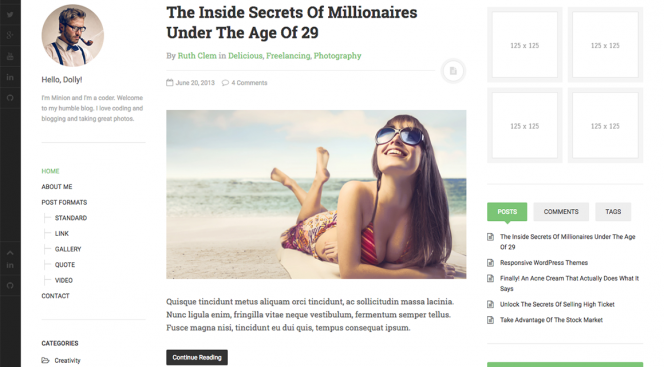 Hello, Dolly!
I'm Minion and I'm a coder. Welcome
to my humble blog. I love coding and
blogging and taking great photos.
HOME
ABOUT ME
POST FORMATS
STANDARD
LINK
GALLERY
QUOTE
VIDEO
CONTACT
CATEGORIES
Creativity
The Inside Secrets Of Millionaires
Under The Age Of 29
By Ruth Clem in Delicious, Freelancing, Photography
June 20, 2013 4 Comments
Quisque tincidunt metus aliquam orci tincidunt, ac sollicitudin massa lacinia.
Nunc ligula enim, fringilla vitae neque vestibulum, fermentum semper tellus.
Fusce magna nisi, tincidunt eu dui quis, tempus consequat ipsum.
Continue Reading
125 x 125 125 x 125
125 x 125 125 x 125
POSTS COMMENTS TAGS
The Inside Secrets Of Millionaires Under The Age
Of 29
Responsive WordPress Themes
Finally! An Acne Cream That Actually Does What It
Says
Unlock The Secrets Of Selling High Ticket
Take Advantage Of The Stock Market